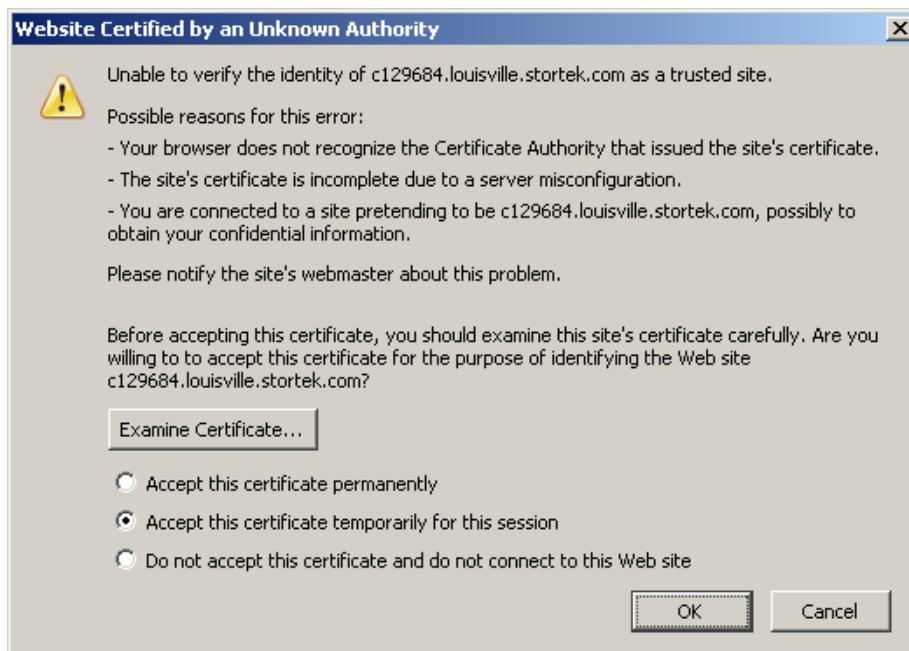 Website Certified by an Unknown Authority
Unable to verify the identity of c129684.louisville.stortek.com as a trusted site.
Possible reasons for this error:
- Your browser does not recognize the Certificate Authority that issued the site's certificate.
- The site's certificate is incomplete due to a server misconfiguration.
- You are connected to a site pretending to be c129684.louisville.stortek.com, possibly to
obtain your confidential information.
Please notify the site's webmaster about this problem.
Before accepting this certificate, you should examine this site's certificate carefully. Are you
willing to to accept this certificate for the purpose of identifying the Web site
c129684.louisville.stortek.com?
Examine Certificate...
Accept this certificate permanently
Accept this certificate temporarily for this session
Do not accept this certificate and do not connect to this Web site
OK
Cancel